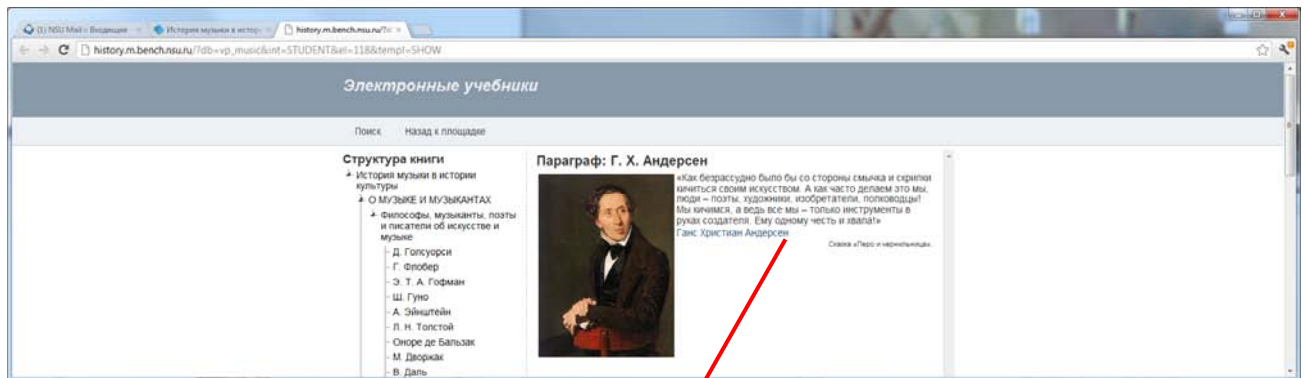 (1) NSU Mail :: Входящие
История музыки в истори
history.m.bench.nsu.ru/?d
history.m.bench.nsu.ru/?db=vp_music&int=STUDENT&el=118&templ=SHOW
Электронные учебники
Поиск Назад к площадке
Структура книги
История музыки в истории
культуры
О МУЗЫКЕ И МУЗЫКАНТАХ
Философы, музыканты, поэты
и писатели об искусстве и
музыке
Д. Голсуорси
Г. Флобер
Э. Т. А. Гофман
Ш. Гуно
А. Эйнштейн
Л. Н. Толстой
Оноре де Бальзак
М. Дворжак
В. Даль
Параграф: Г. Х. Андерсен
«Как безрассудно было бы со стороны смычка и скрипки
кичиться своим искусством. А как часто делаем это мы,
люди – поэты, художники, изобретатели, полководцы!
Мы кичимся, а ведь все мы – только инструменты в
руках создателя. Ему одному честь и хвала!»
Ганс Христиан Андерсен
Сказка «Перо и чернильница».